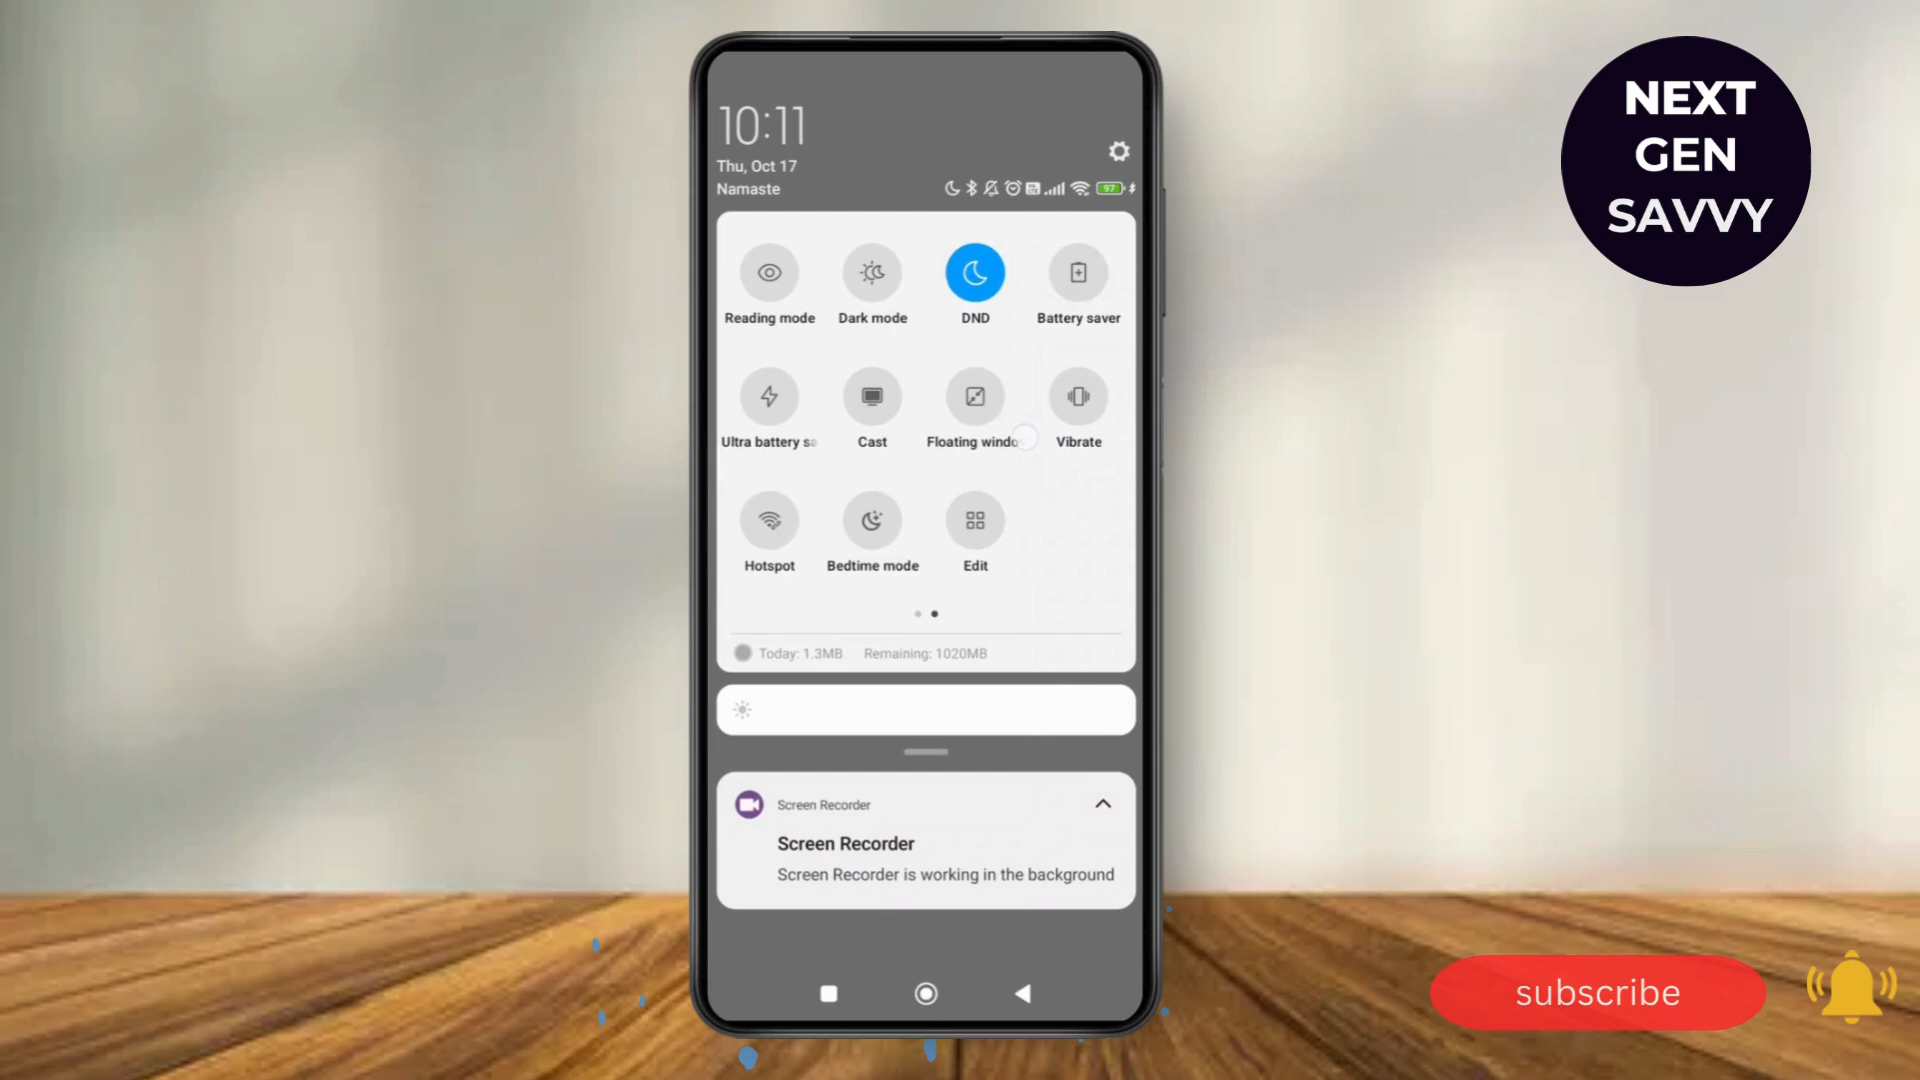 NEXT
GEN
SAVVY
10:11
Thu, Oct 17
Namaste
97
Reading mode
Dark mode
DND
Battery saver
Ultra battery sa
Cast
Floating windo
Vibrate
Hotspot
Bedtime mode
Edit
Today: 1.3MB Remaining: 1020MB
Screen Recorder
Screen Recorder
Screen Recorder is working in the background
subscribe